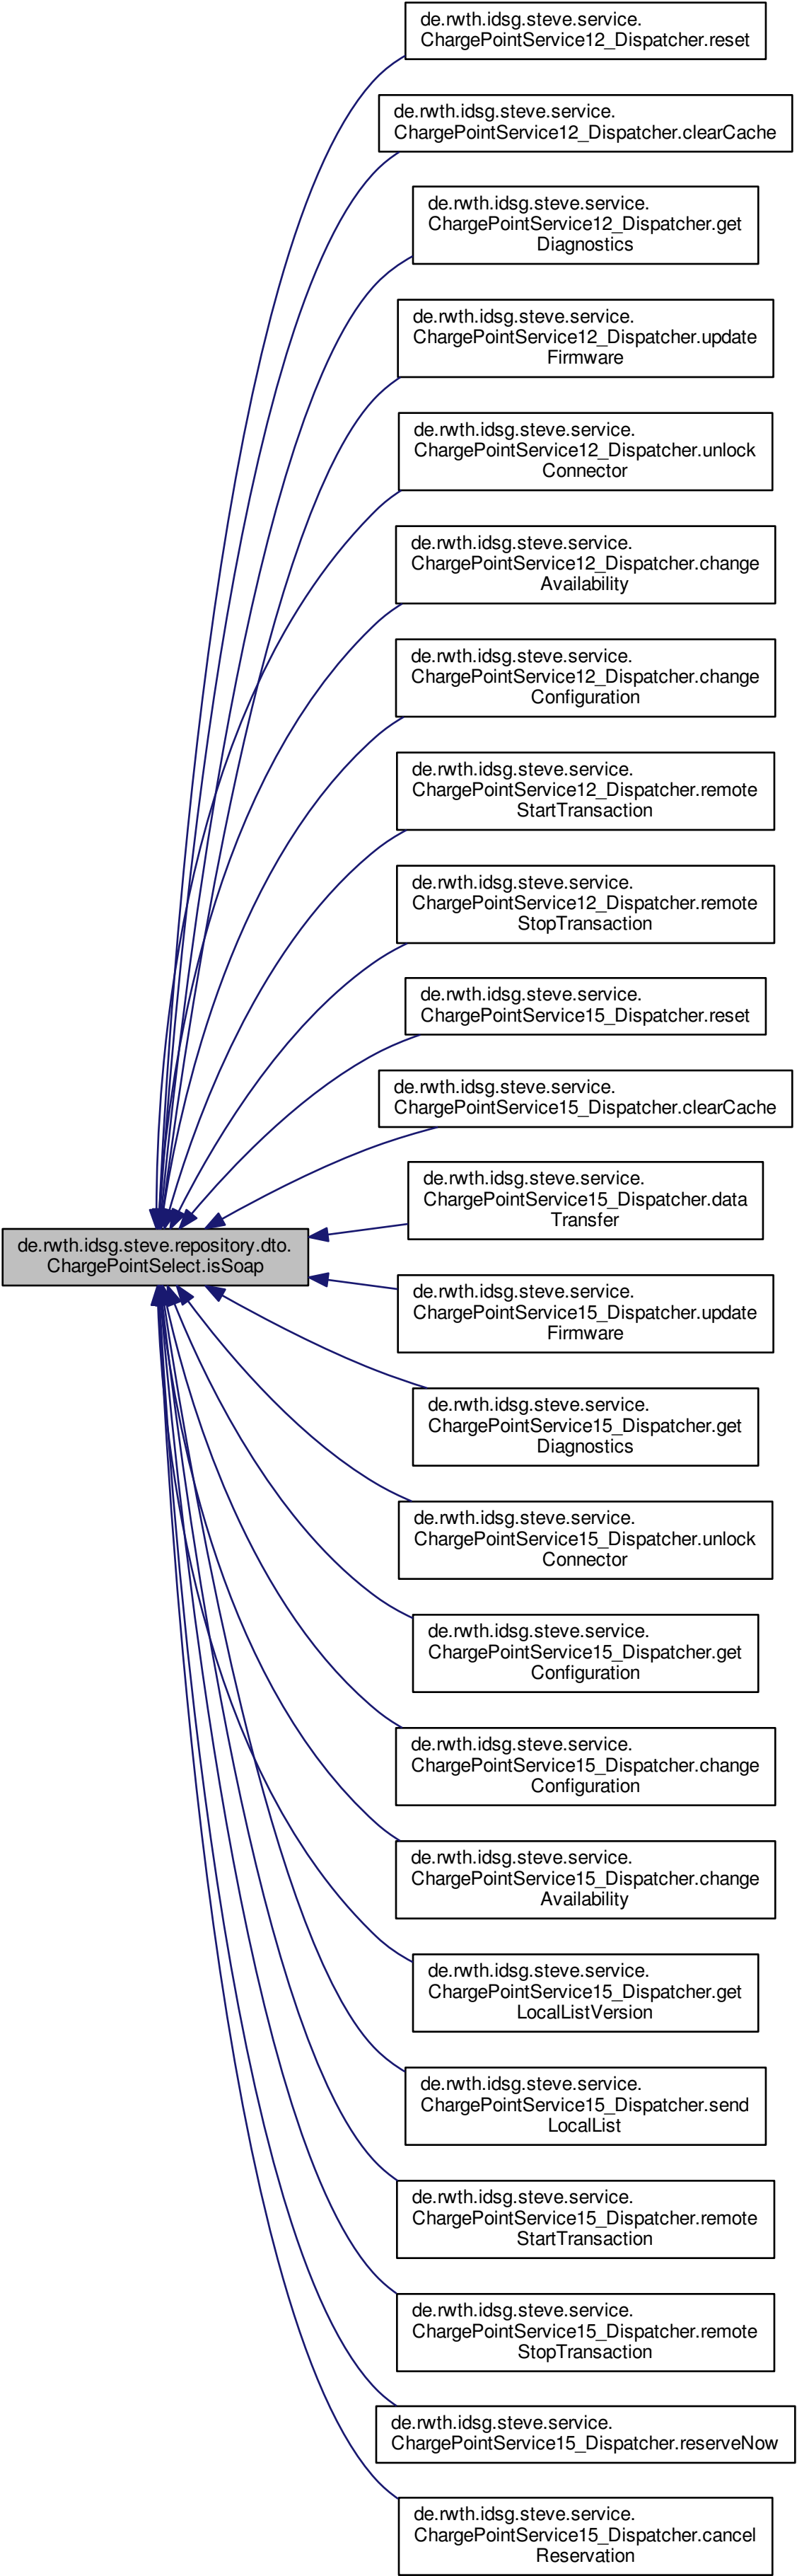 de.rwth.idsg.steve.service.
ChargePointService12_Dispatcher.reset
de.rwth.idsg.steve.service.
ChargePointService12_Dispatcher.clearCache
de.rwth.idsg.steve.service.
ChargePointService12_Dispatcher.get
Diagnostics
de.rwth.idsg.steve.service.
ChargePointService12_Dispatcher.update
Firmware
de.rwth.idsg.steve.service.
ChargePointService12_Dispatcher.unlock
Connector
de.rwth.idsg.steve.service.
ChargePointService12_Dispatcher.change
Availability
de.rwth.idsg.steve.service.
ChargePointService12_Dispatcher.change
Configuration
de.rwth.idsg.steve.service.
ChargePointService12_Dispatcher.remote
StartTransaction
de.rwth.idsg.steve.service.
ChargePointService12_Dispatcher.remote
StopTransaction
de.rwth.idsg.steve.service.
ChargePointService15_Dispatcher.reset
de.rwth.idsg.steve.service.
ChargePointService15_Dispatcher.clearCache
de.rwth.idsg.steve.service.
ChargePointService15_Dispatcher.data
Transfer
de.rwth.idsg.steve.repository.dto.
ChargePointSelect.isSoap
de.rwth.idsg.steve.service.
ChargePointService15_Dispatcher.update
Firmware
de.rwth.idsg.steve.service.
ChargePointService15_Dispatcher.get
Diagnostics
de.rwth.idsg.steve.service.
ChargePointService15_Dispatcher.unlock
Connector
de.rwth.idsg.steve.service.
ChargePointService15_Dispatcher.get
Configuration
de.rwth.idsg.steve.service.
ChargePointService15_Dispatcher.change
Configuration
de.rwth.idsg.steve.service.
ChargePointService15_Dispatcher.change
Availability
de.rwth.idsg.steve.service.
ChargePointService15_Dispatcher.get
LocalListVersion
de.rwth.idsg.steve.service.
ChargePointService15_Dispatcher.send
LocalList
de.rwth.idsg.steve.service.
ChargePointService15_Dispatcher.remote
StartTransaction
de.rwth.idsg.steve.service.
ChargePointService15_Dispatcher.remote
StopTransaction
de.rwth.idsg.steve.service.
ChargePointService15_Dispatcher.reserveNow
de.rwth.idsg.steve.service.
ChargePointService15_Dispatcher.cancel
Reservation